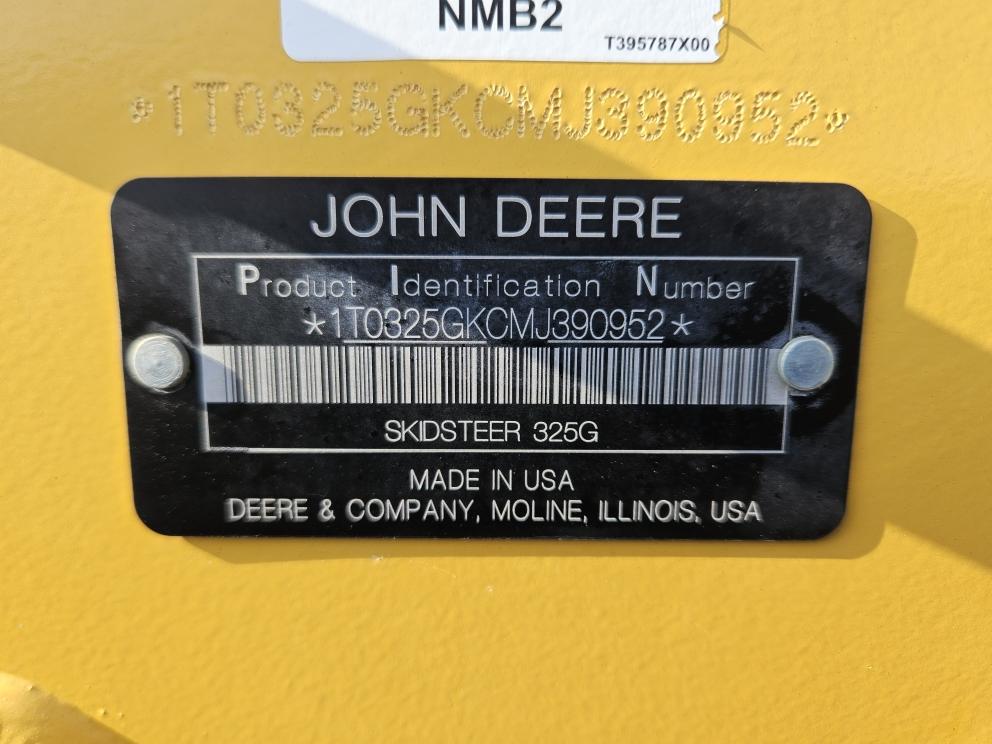 NMB2
T395787X00
*1T0325GKCMJ390952*
JOHN DEERE
Product Identification Number
*1T0325GKCMJ390952*
SKIDSTEER 325G
MADE IN USA
DEERE & COMPANY, MOLINE, ILLINOIS, USA